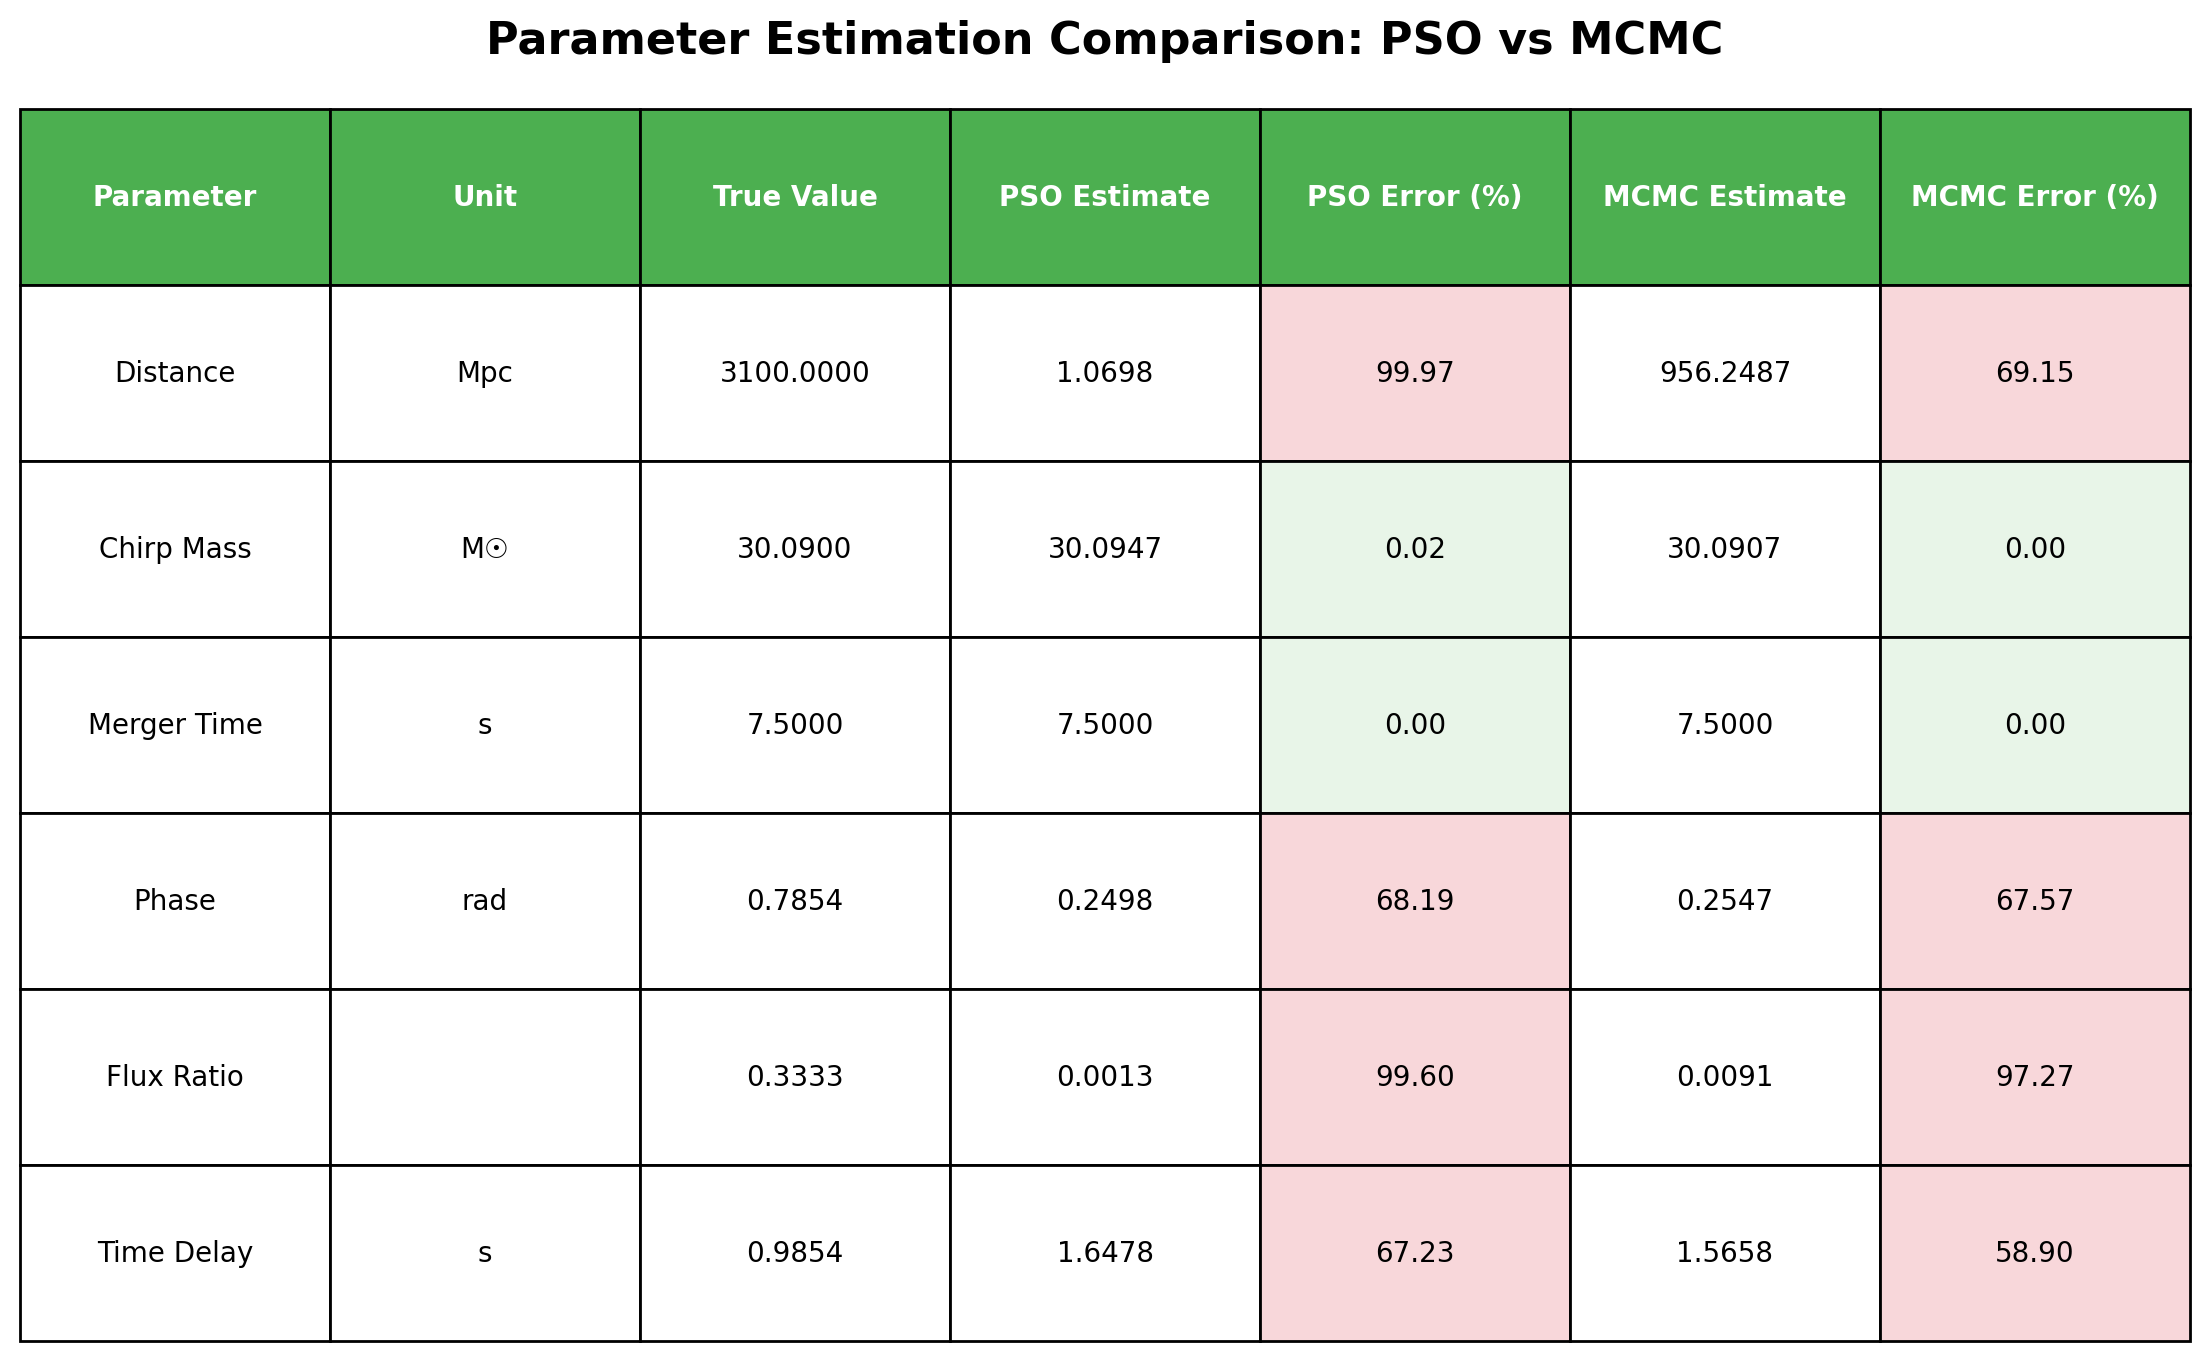 Parameter Estimation Comparison: PSO vs MCMC
Parameter Unit True Value PSO Estimate PSO Error (%) MCMC Estimate MCMC Error (%)
Distance Mpc 3100.0000 1.0698 99.97 956.2487 69.15
Chirp Mass M☉ 30.0900 30.0947 0.02 30.0907 0.00
Merger Time s 7.5000 7.5000 0.00 7.5000 0.00
Phase rad 0.7854 0.2498 68.19 0.2547 67.57
Flux Ratio 0.3333 0.0013 99.60 0.0091 97.27
Time Delay s 0.9854 1.6478 67.23 1.5658 58.90